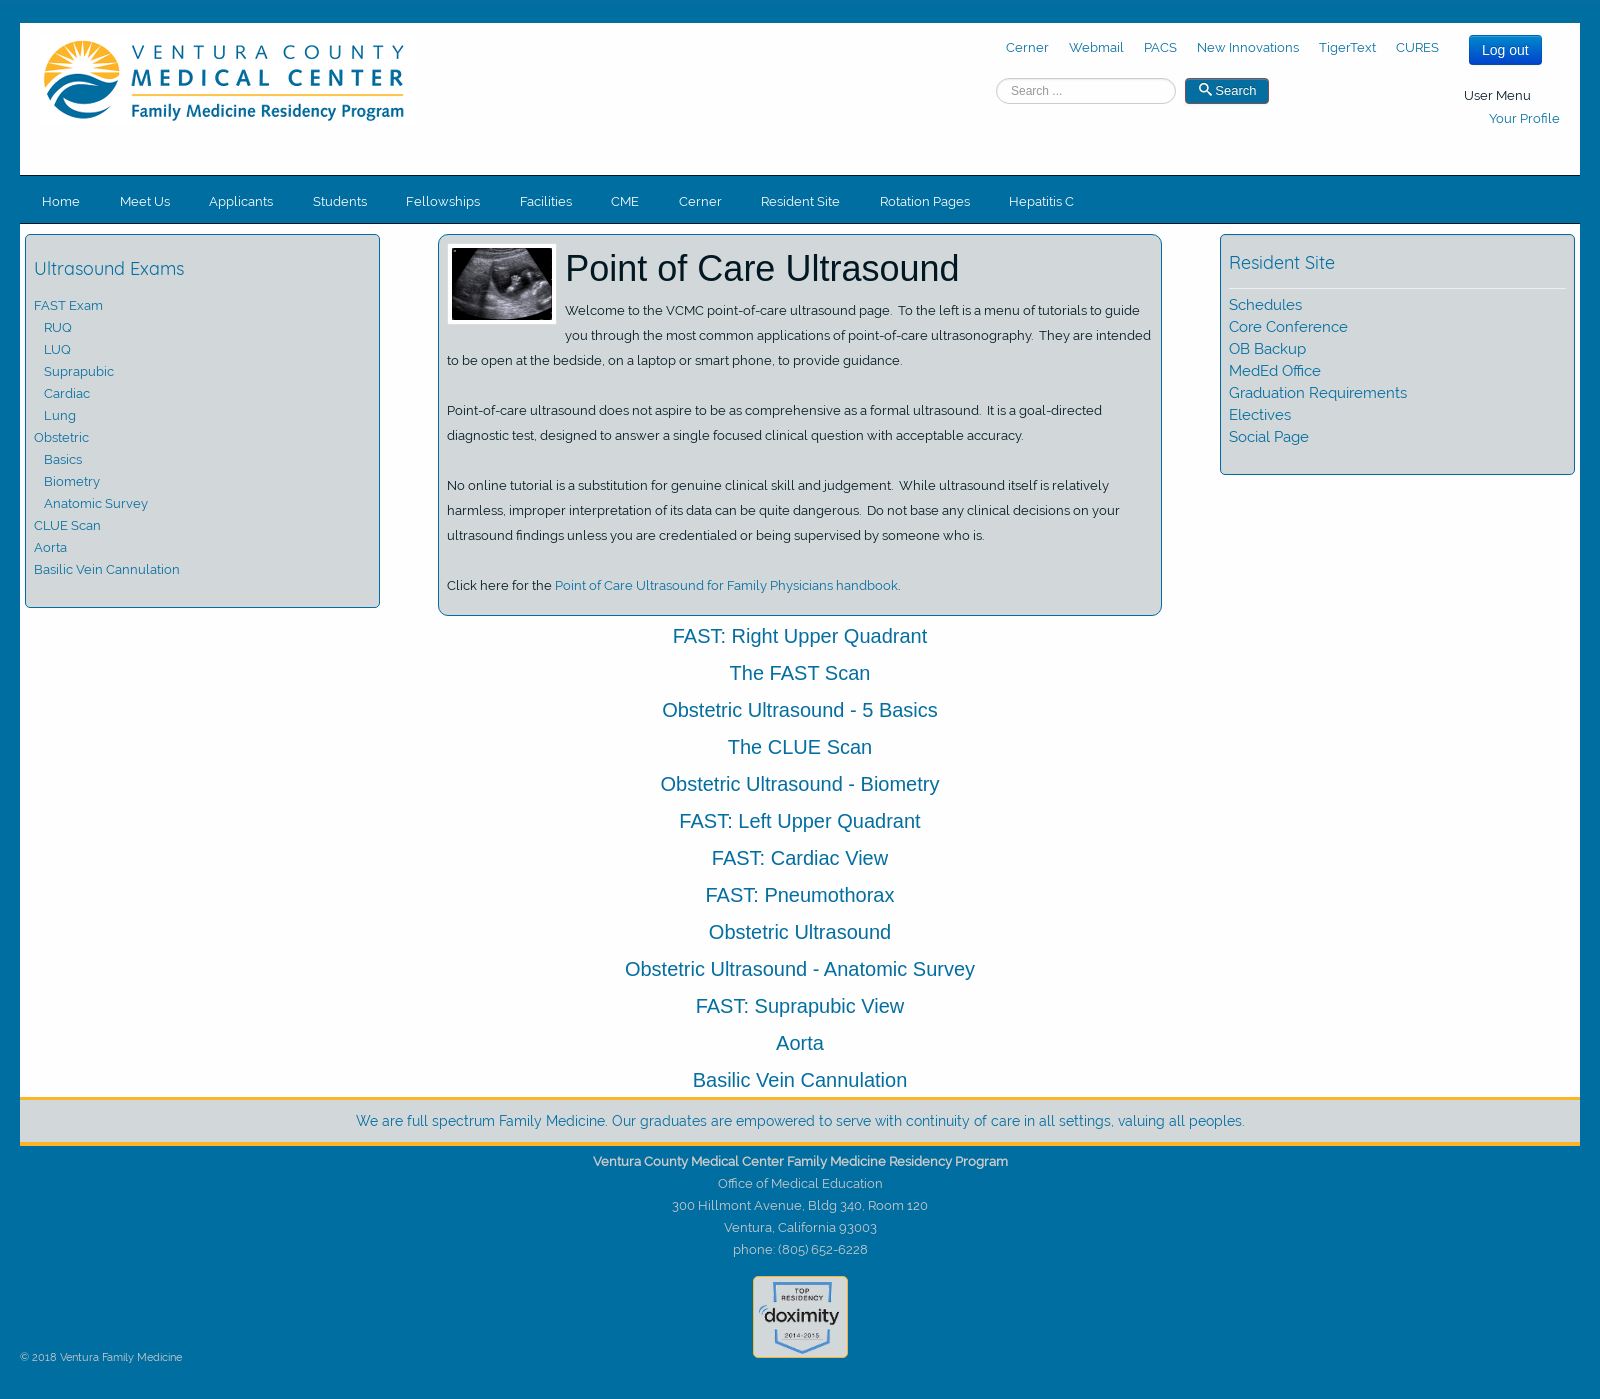 VENTURA COUNTY
MEDICAL CENTER
Family Medicine Residency Program
Cerner Webmail PACS New Innovations TigerText CURES
Log out
Search ...
Search
User Menu
Your Profile
Home Meet Us Applicants Students Fellowships Facilities CME Cerner Resident Site Rotation Pages Hepatitis C
Ultrasound Exams
FAST Exam
RUQ
LUQ
Suprapubic
Cardiac
Lung
Obstetric
Basics
Biometry
Anatomic Survey
CLUE Scan
Aorta
Basilic Vein Cannulation
Point of Care Ultrasound
Welcome to the VCMC point-of-care ultrasound page. To the left is a menu of tutorials to guide
you through the most common applications of point-of-care ultrasonography. They are intended
to be open at the bedside, on a laptop or smart phone, to provide guidance.
Point-of-care ultrasound does not aspire to be as comprehensive as a formal ultrasound. It is a goal-directed
diagnostic test, designed to answer a single focused clinical question with acceptable accuracy.
No online tutorial is a substitution for genuine clinical skill and judgement. While ultrasound itself is relatively
harmless, improper interpretation of its data can be quite dangerous. Do not base any clinical decisions on your
ultrasound findings unless you are credentialed or being supervised by someone who is.
Click here for the Point of Care Ultrasound for Family Physicians handbook.
Resident Site
Schedules
Core Conference
OB Backup
MedEd Office
Graduation Requirements
Electives
Social Page
FAST: Right Upper Quadrant
The FAST Scan
Obstetric Ultrasound - 5 Basics
The CLUE Scan
Obstetric Ultrasound - Biometry
FAST: Left Upper Quadrant
FAST: Cardiac View
FAST: Pneumothorax
Obstetric Ultrasound
Obstetric Ultrasound - Anatomic Survey
FAST: Suprapubic View
Aorta
Basilic Vein Cannulation
We are full spectrum Family Medicine. Our graduates are empowered to serve with continuity of care in all settings, valuing all peoples.
Ventura County Medical Center Family Medicine Residency Program
Office of Medical Education
300 Hillmont Avenue, Bldg 340, Room 120
Ventura, California 93003
phone: (805) 652-6228
TOP
RESIDENCY
doximity
2014-2015
© 2018 Ventura Family Medicine